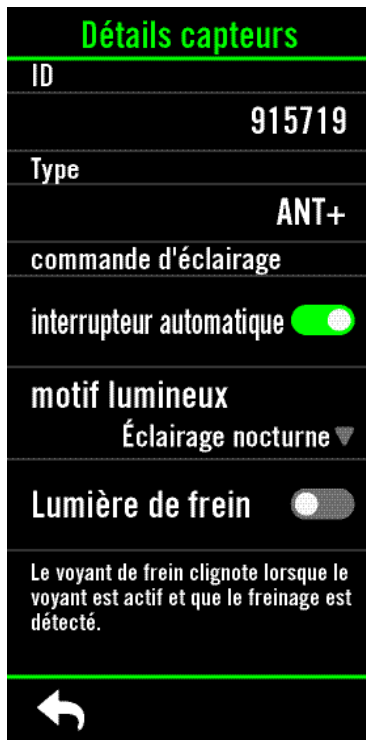 Détails capteurs
ID
915719
Type
ANT+
commande d'éclairage
interrupteur automatique
motif lumineux
Éclairage nocturne
Lumière de frein
Le voyant de frein clignote lorsque le
voyant est actif et que le freinage est
détecté.